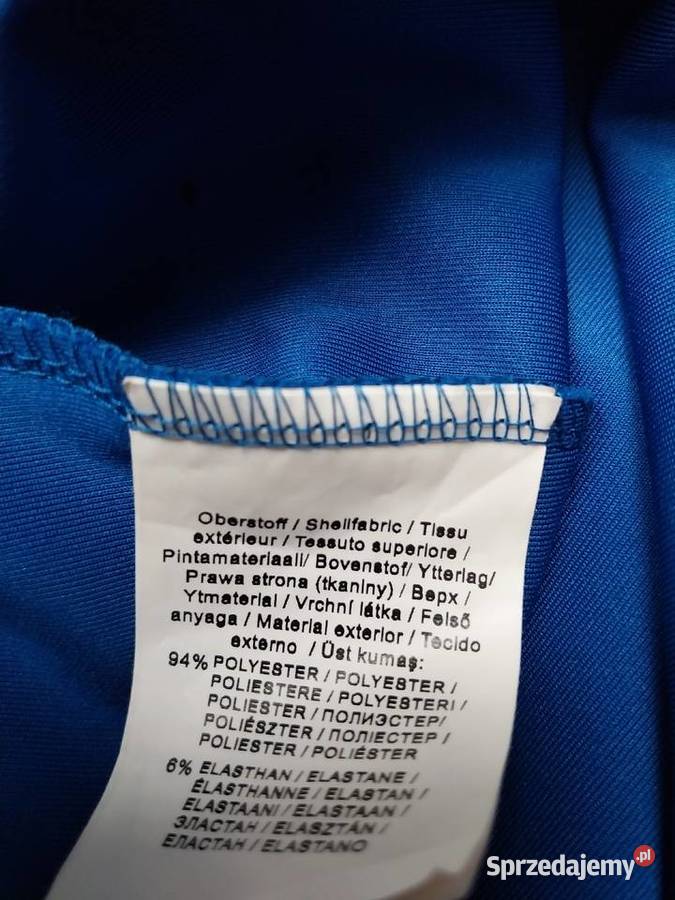 Oberstoff / Shellfabric / Tissu
extérieur / Tessuto superiore /
Pintamateriaali/ Bovenstof/ Ytterlag/
Prawa strona (tkaniny) / Верх /
Ytmaterial / Vrchní látka / Felső
anyaga / Material exterior / Tecido
externo / Üst kumaş:
94% POLYESTER / POLYESTER /
POLIESTERE / POLYESTERI /
POLIESTER / ПОЛИЭСТЕР/
POLIÉSZTER / ПОЛІЕСТЕР /
POLIESTER / POLIÉSTER
6% ELASTHAN / ELASTANE /
ÉLASTHANNE / ELASTAN /
ELASTAANI / ELASTAAN /
ЭЛАСТАН / ELASZTÁN /
ЕЛАСТАН / ELASTANO
Sprzedajemy.pl